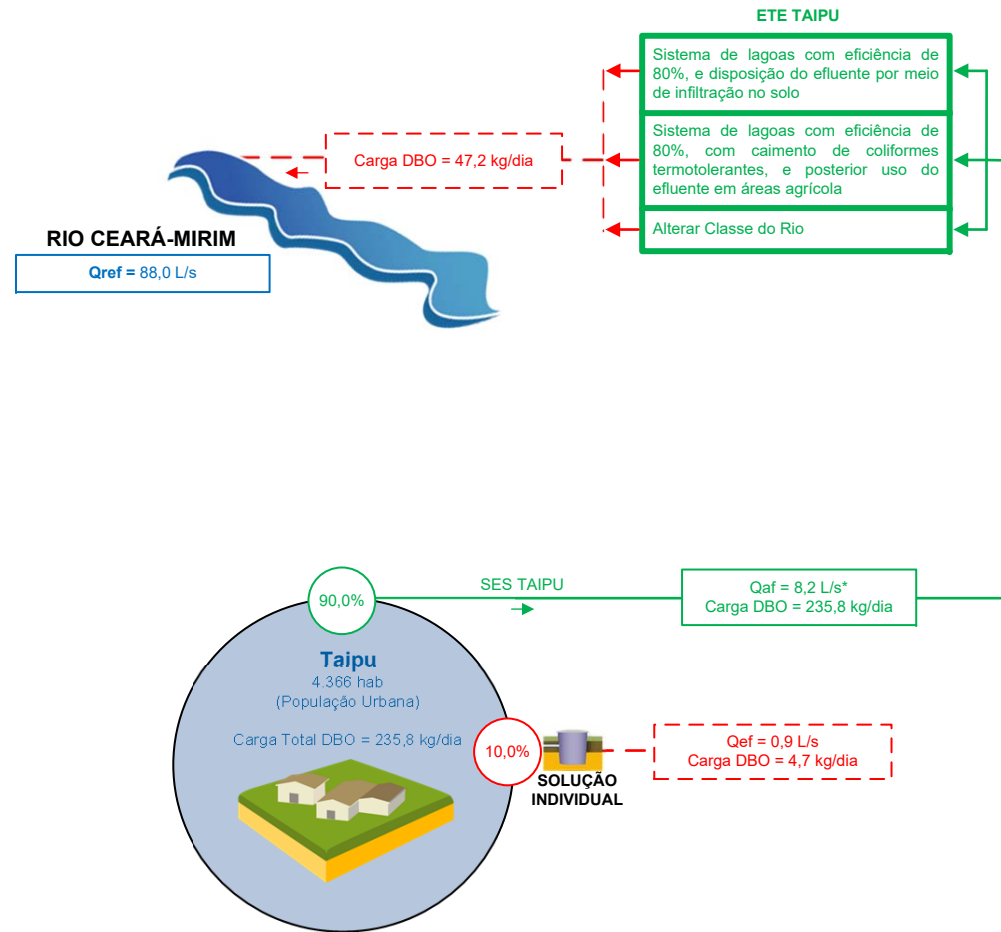 ETE TAIPU
Sistema de lagoas com eficiência de
80%, e disposição do efluente por meio
de infiltração no solo
Sistema de lagoas com eficiência de
80%, com caimento de coliformes
termotolerantes, e posterior uso do
efluente em áreas agrícola
Alterar Classe do Rio
Carga DBO = 47,2 kg/dia
RIO CEARÁ-MIRIM
Qref = 88,0 L/s
90,0%
SES TAIPU
Qaf = 8,2 L/s*
Carga DBO = 235,8 kg/dia
Taipu
4.366 hab
(População Urbana)
Carga Total DBO = 235,8 kg/dia
10,0%
SOLUÇÃO
INDIVIDUAL
Qef = 0,9 L/s
Carga DBO = 4,7 kg/dia